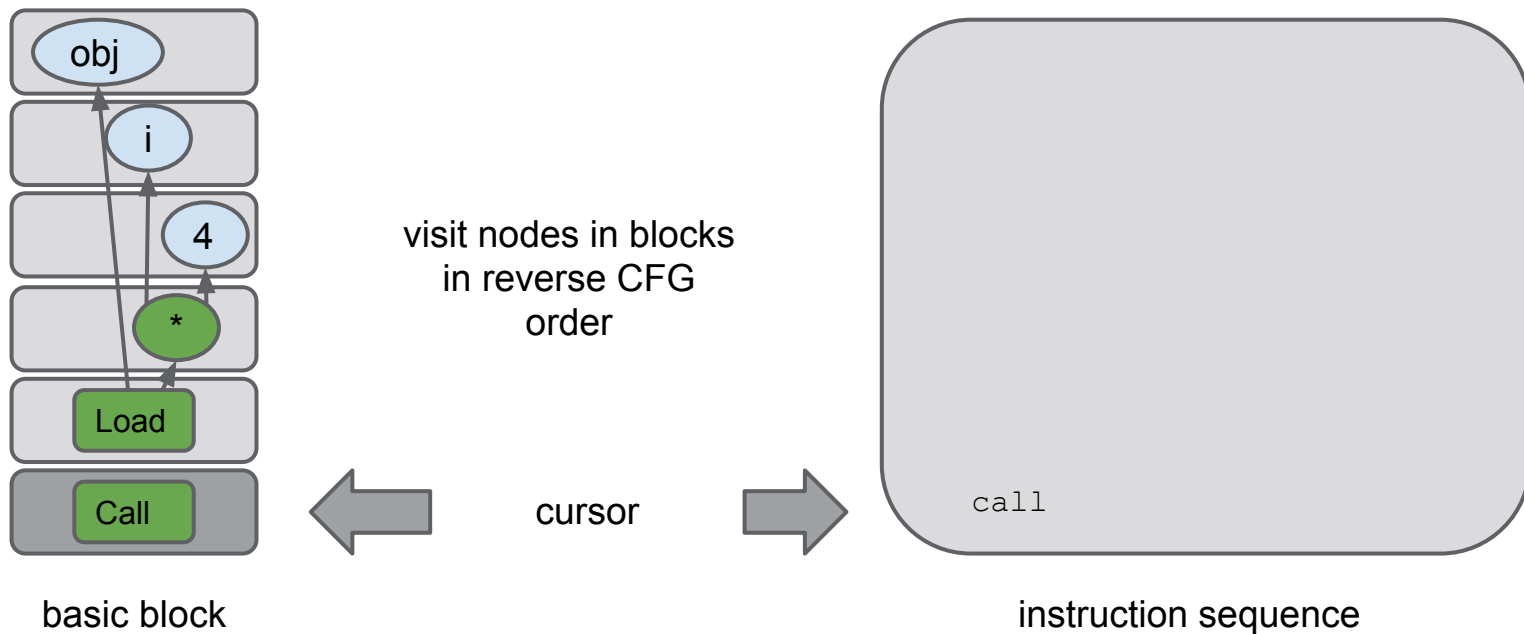 obj
i
4
*
Load
Call
basic block
visit nodes in blocks
in reverse CFG
order
cursor
call
instruction sequence